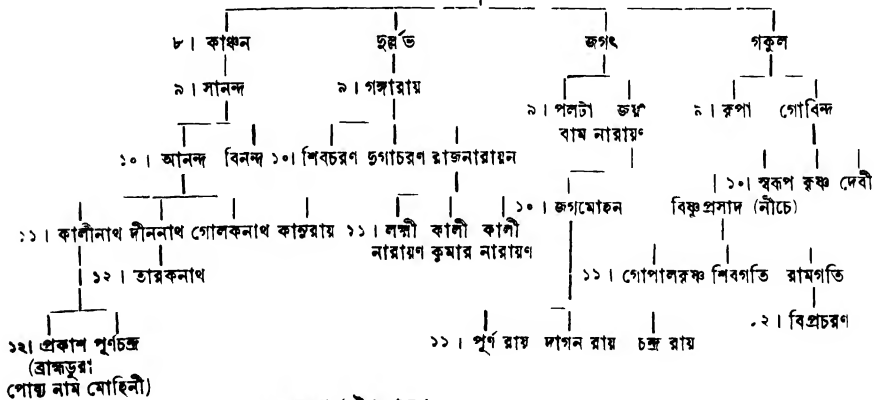 ৮। কাঞ্চন দুর্ল্লভ জগৎ গকুল
৯। সানন্দ ৯। গঙ্গারায় ৯। পলটা জয় ৯। রূপা গোবিন্দ
রাম নারায়ণ
১০। আনন্দ বিনন্দ ১০। শিবচরণ দুগাচরণ রাজনারায়ন
১০। স্বরূপ কৃষ্ণ দেবী
১০। জগমোহন বিষ্ণুপ্রসাদ (নীচে)
১১। কালীনাথ দীননাথ গোলকনাথ কাশুরায় ১১। লক্ষ্মী কালী কালী
নারায়ণ কুমার নারায়ণ
১২। তারকনাথ ১১। গোপালকৃষ্ণ শিবগতি রামগতি
১২। বিপ্রচরণ
১২। প্রকাশ পূর্ণচন্দ্র ১১। পূর্ণ রায় দাগন রায় চন্দ্র রায়
(ব্রাহ্মডুরা
পোষ্য নাম মোহিনী)